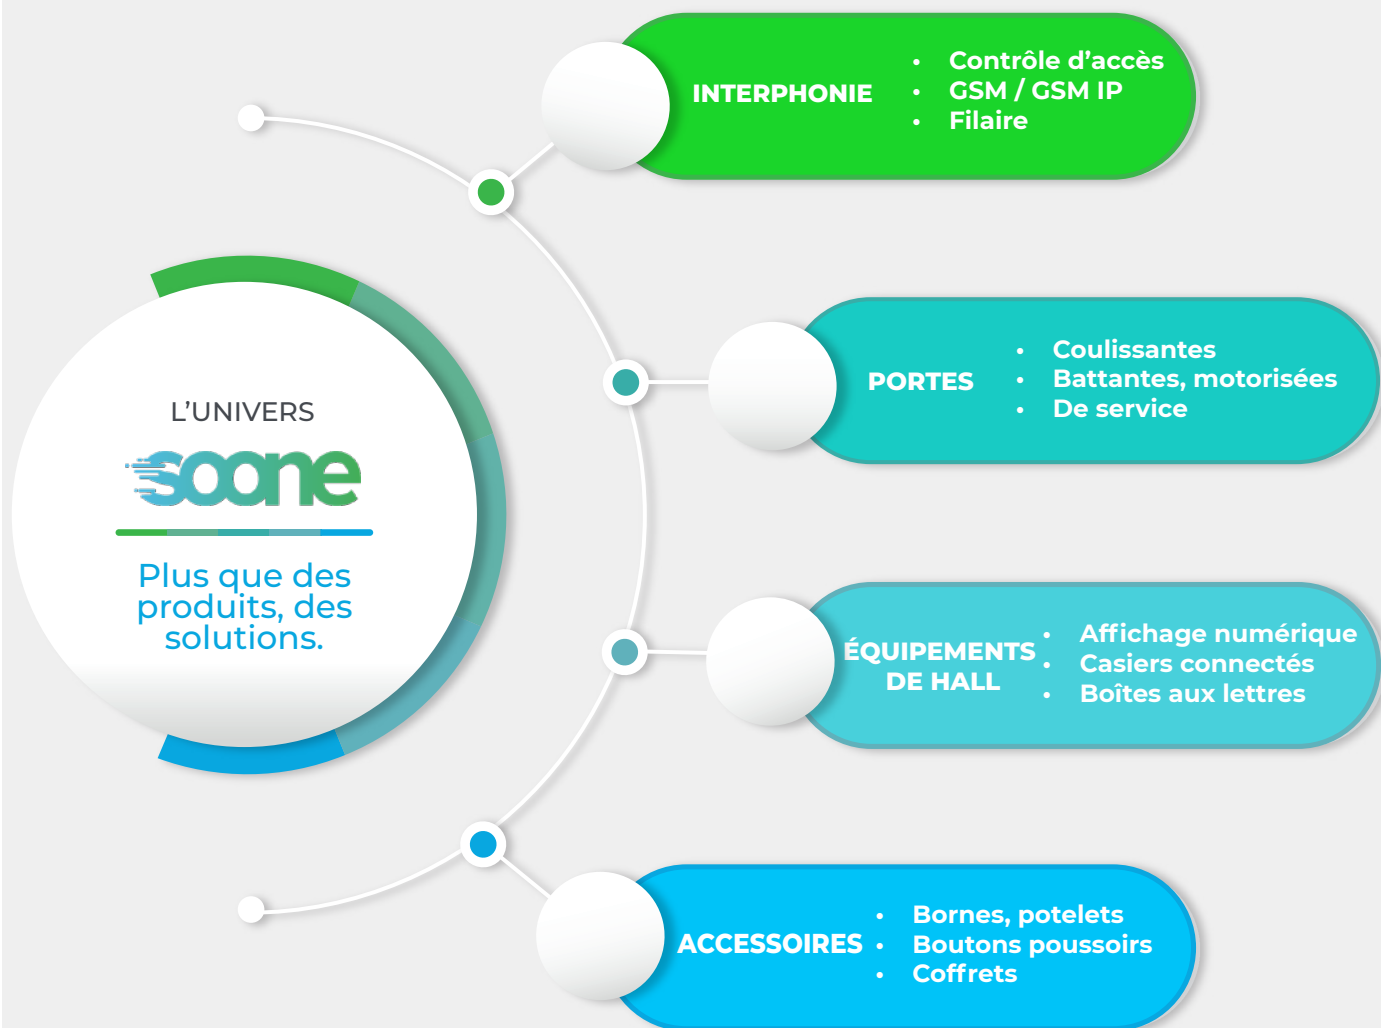 L'UNIVERS
soone
Plus que des
produits, des
solutions.
INTERPHONIE
• Contrôle d'accès
• GSM / GSM IP
• Filaire
PORTES
• Coulissantes
• Battantes, motorisées
• De service
ÉQUIPEMENTS
DE HALL
• Affichage numérique
• Casiers connectés
• Boîtes aux lettres
ACCESSOIRES
• Bornes, potelets
• Boutons poussoirs
• Coffrets